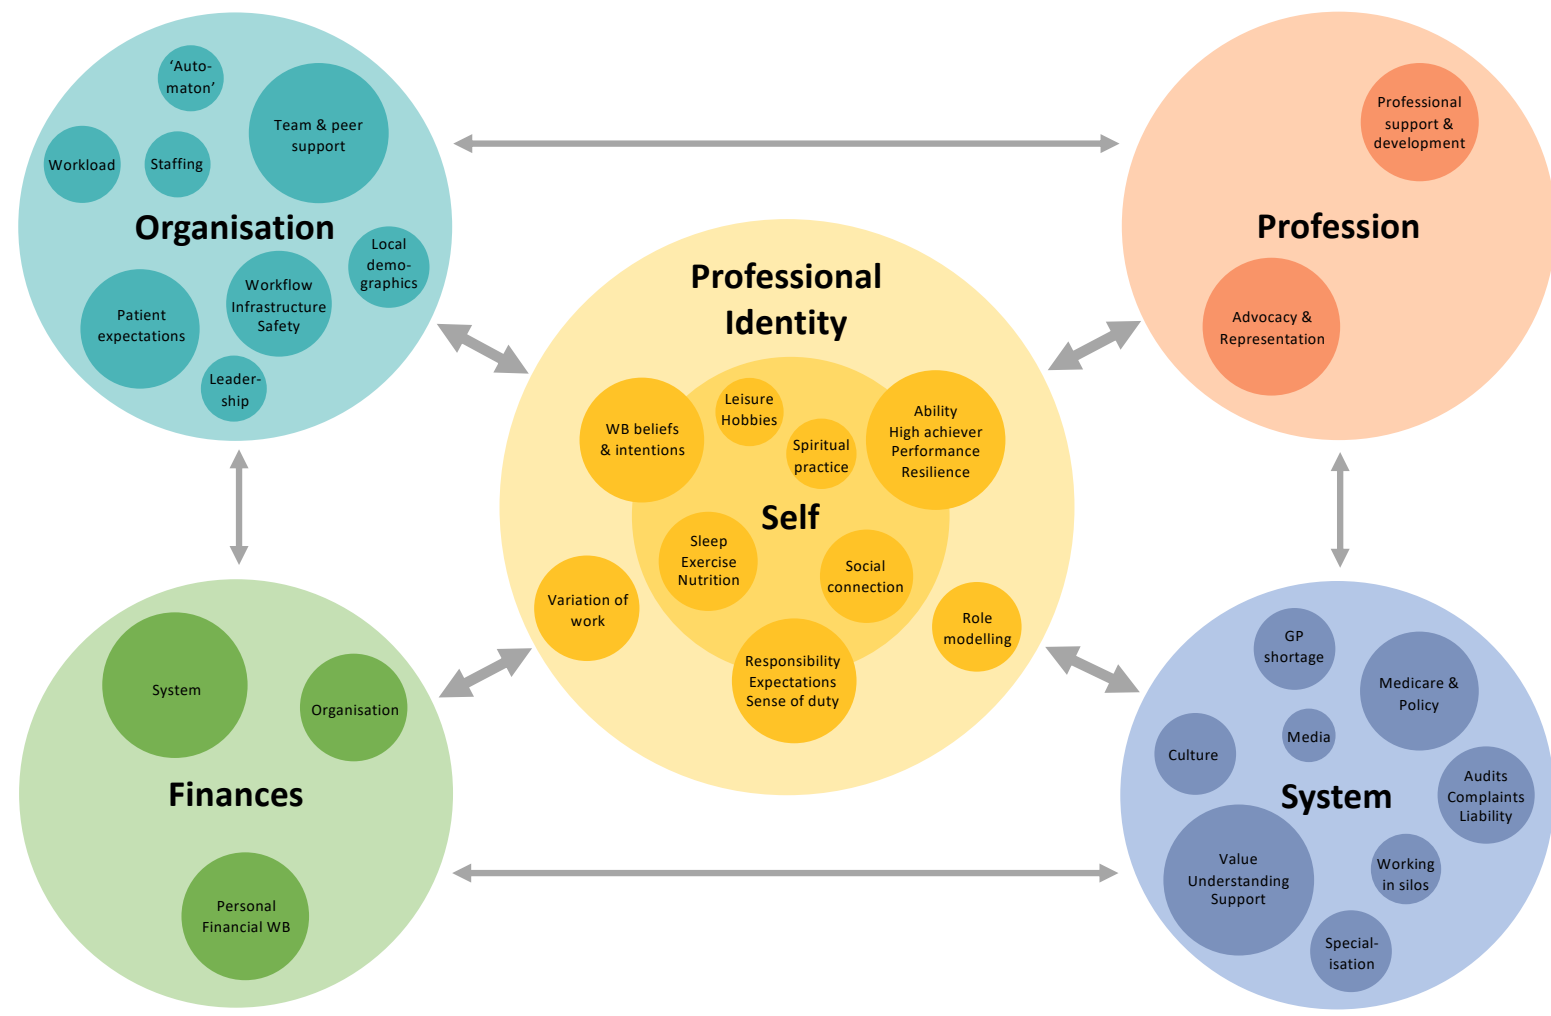 ‘Auto-
maton’
Team & peer
support
Workload
Staffing
Organisation
Local
demo-
graphics
Workflow
Infrastructure
Safety
Patient
expectations
Leader-
ship
Professional
support &
development
Profession
Advocacy &
Representation
Professional
Identity
Leisure
Hobbies
WB beliefs
& intentions
Ability
High achiever
Performance
Resilience
Spiritual
practice
Self
Sleep
Exercise
Nutrition
Social
connection
Variation of
work
Role
modelling
Responsibility
Expectations
Sense of duty
System
Organisation
Finances
Personal
Financial WB
GP
shortage
Medicare &
Policy
Media
Culture
System
Audits
Complaints
Liability
Value
Understanding
Support
Working
in silos
Special-
isation